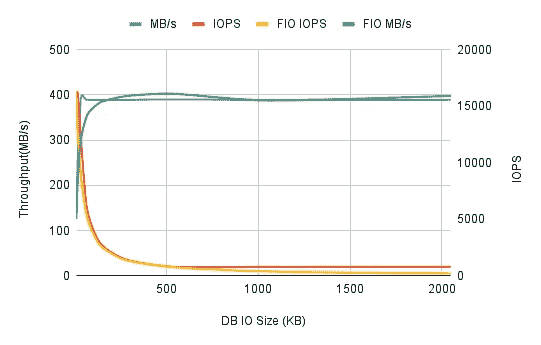 MB/s IOPS FIO IOPS FIO MB/s
500 20000
400 15000
300 10000
200
100 5000
0 0
500 1000 1500 2000
Throughput(MB/s)
IOPS
DB IO Size (KB)